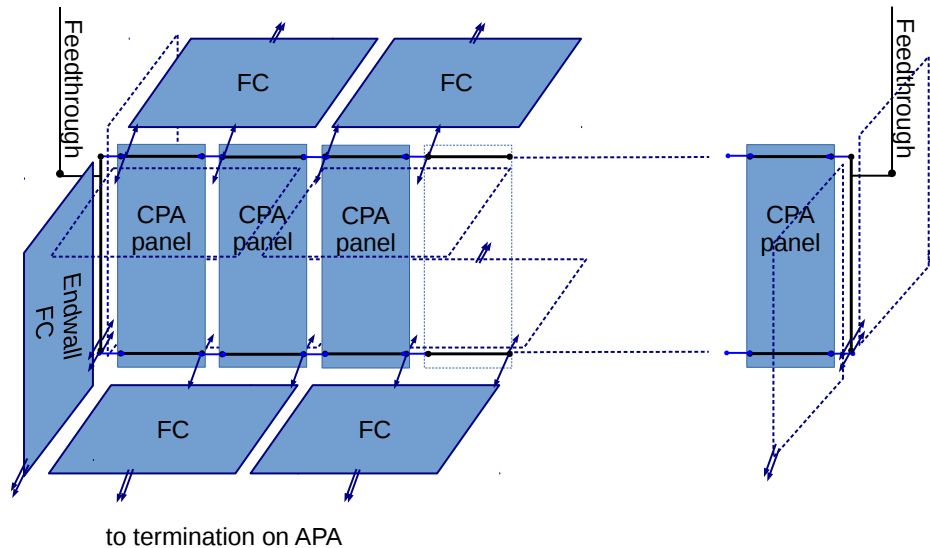 Feedthrough
Feedthrough
FC
FC
CPA
panel
CPA
panel
CPA
panel
CPA
panel
Endwall
FC
FC
FC
to termination on APA